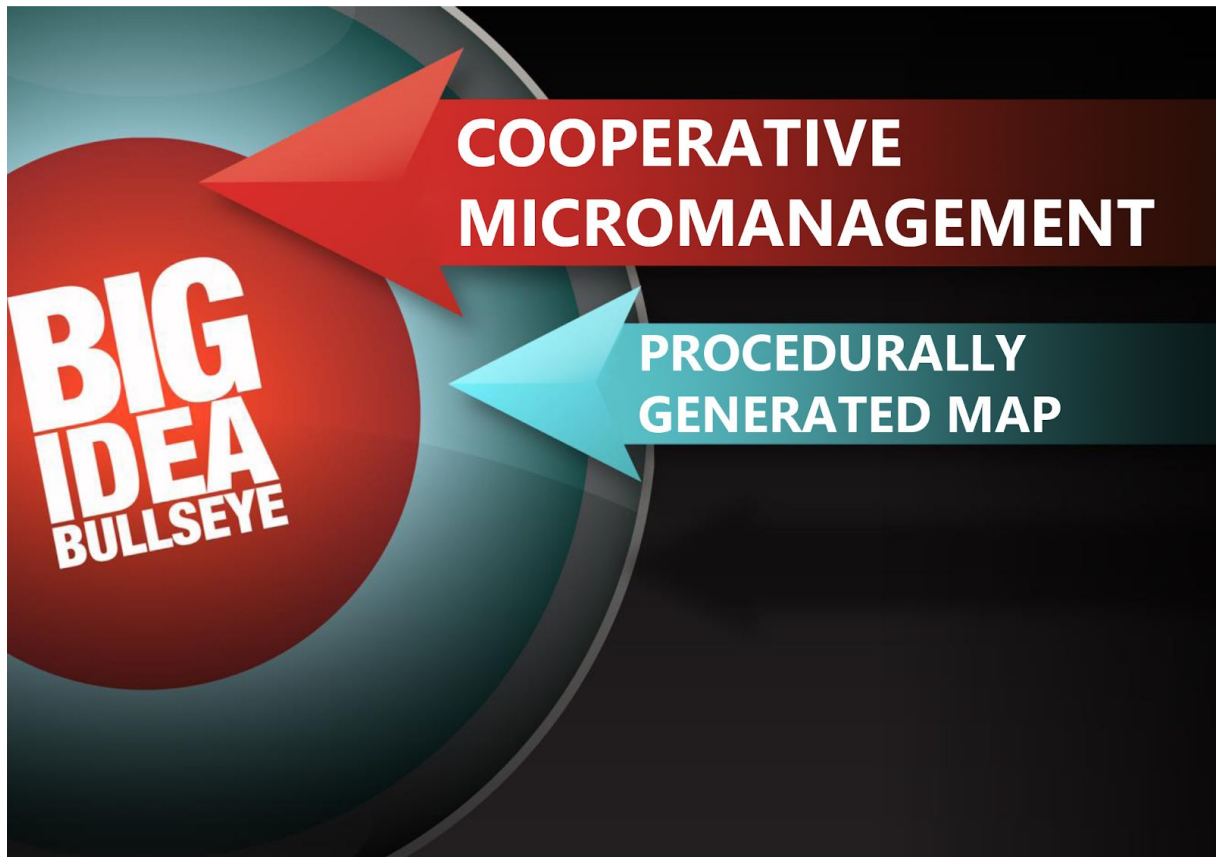 COOPERATIVE
MICROMANAGEMENT
BIG
IDEA
BULLSEYE
PROCEDURALLY
GENERATED MAP